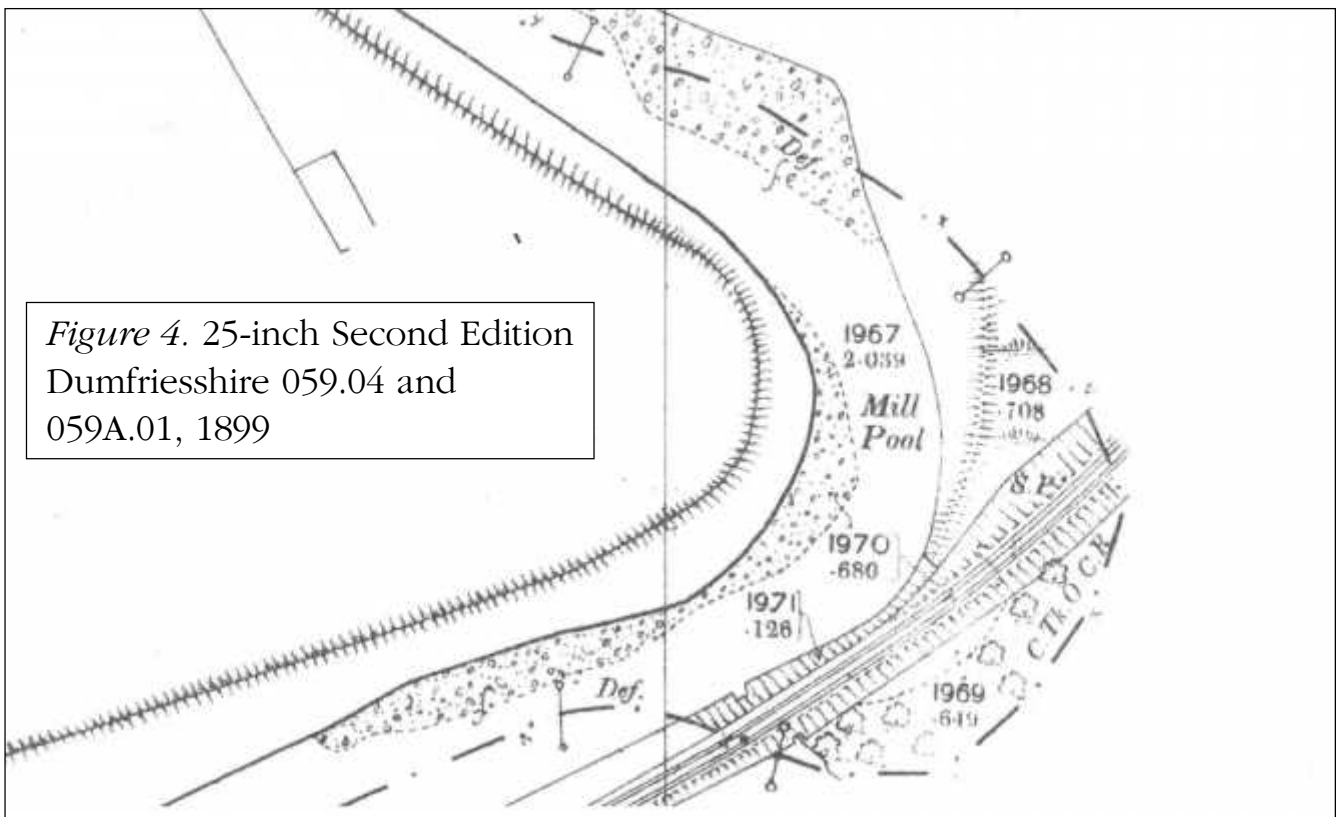 Def.
Figure 4. 25-inch Second Edition
Dumfriesshire 059.04 and
059A.01, 1899
1967
2·039
Mill
Pool
1968
·708
S.P.
1970
·680
1971
·126
C.Tk.O.C.R.
1969
·649
Def.